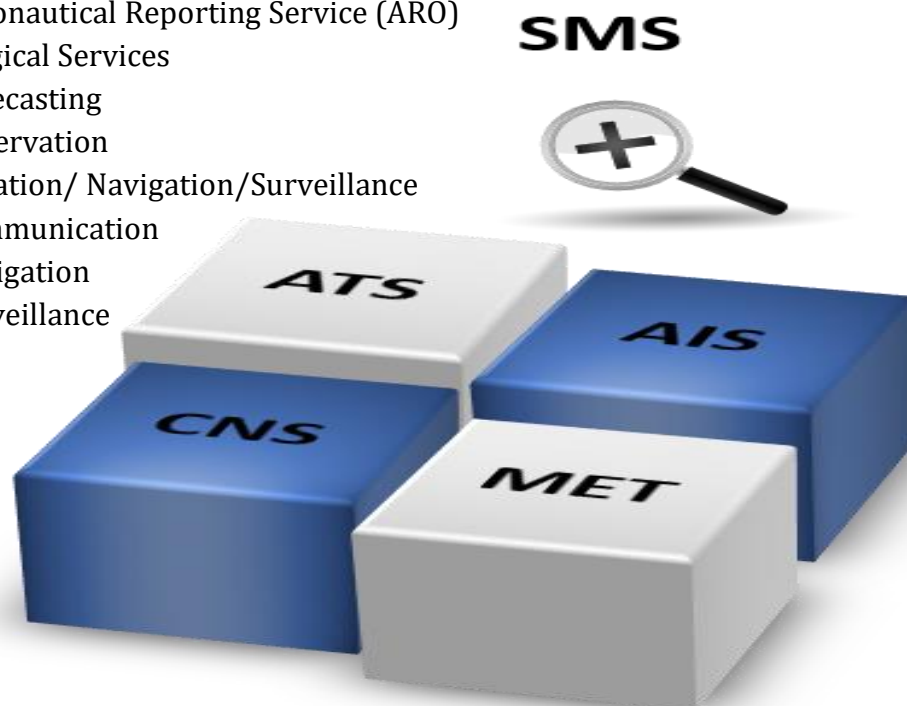 onautical Reporting Service (ARO)
SMS
gical Services
ecasting
ervation
ation/ Navigation/Surveillance
mmunication
igation
veillance
ATS
AIS
CNS
MET